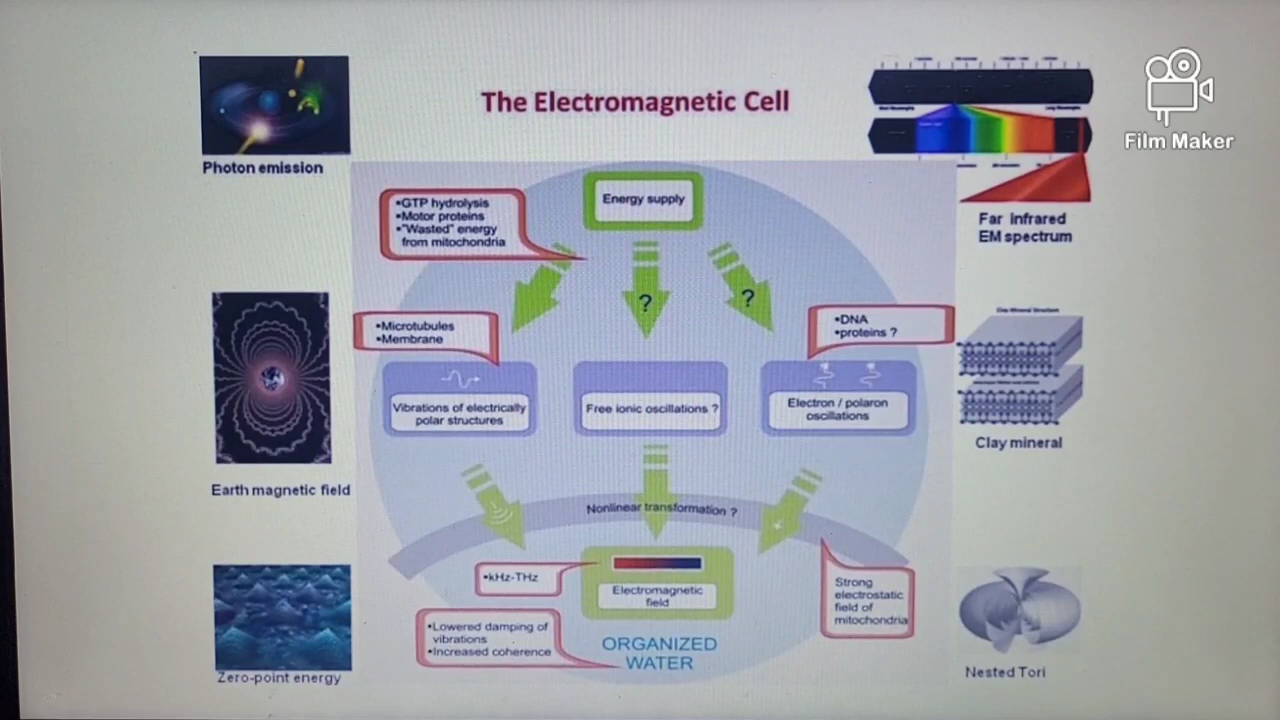 The Electromagnetic Cell
Film Maker
Photon emission
Far infrared
EM spectrum
Energy supply
•GTP hydrolysis
•Motor proteins
•"Wasted" energy
from mitochondria
?
?
•Microtubules
•Membrane
•DNA
•proteins ?
Clay Mineral Structure
Vibrations of electrically
polar structures
Free ionic oscillations ?
Electron / polaron
oscillations
Clay mineral
Earth magnetic field
Nonlinear transformation ?
•kHz-THz
Electromagnetic
field
Strong
electrostatic
field of
mitochondria
•Lowered damping of
vibrations
•Increased coherence
ORGANIZED
WATER
Zero-point energy
Nested Tori